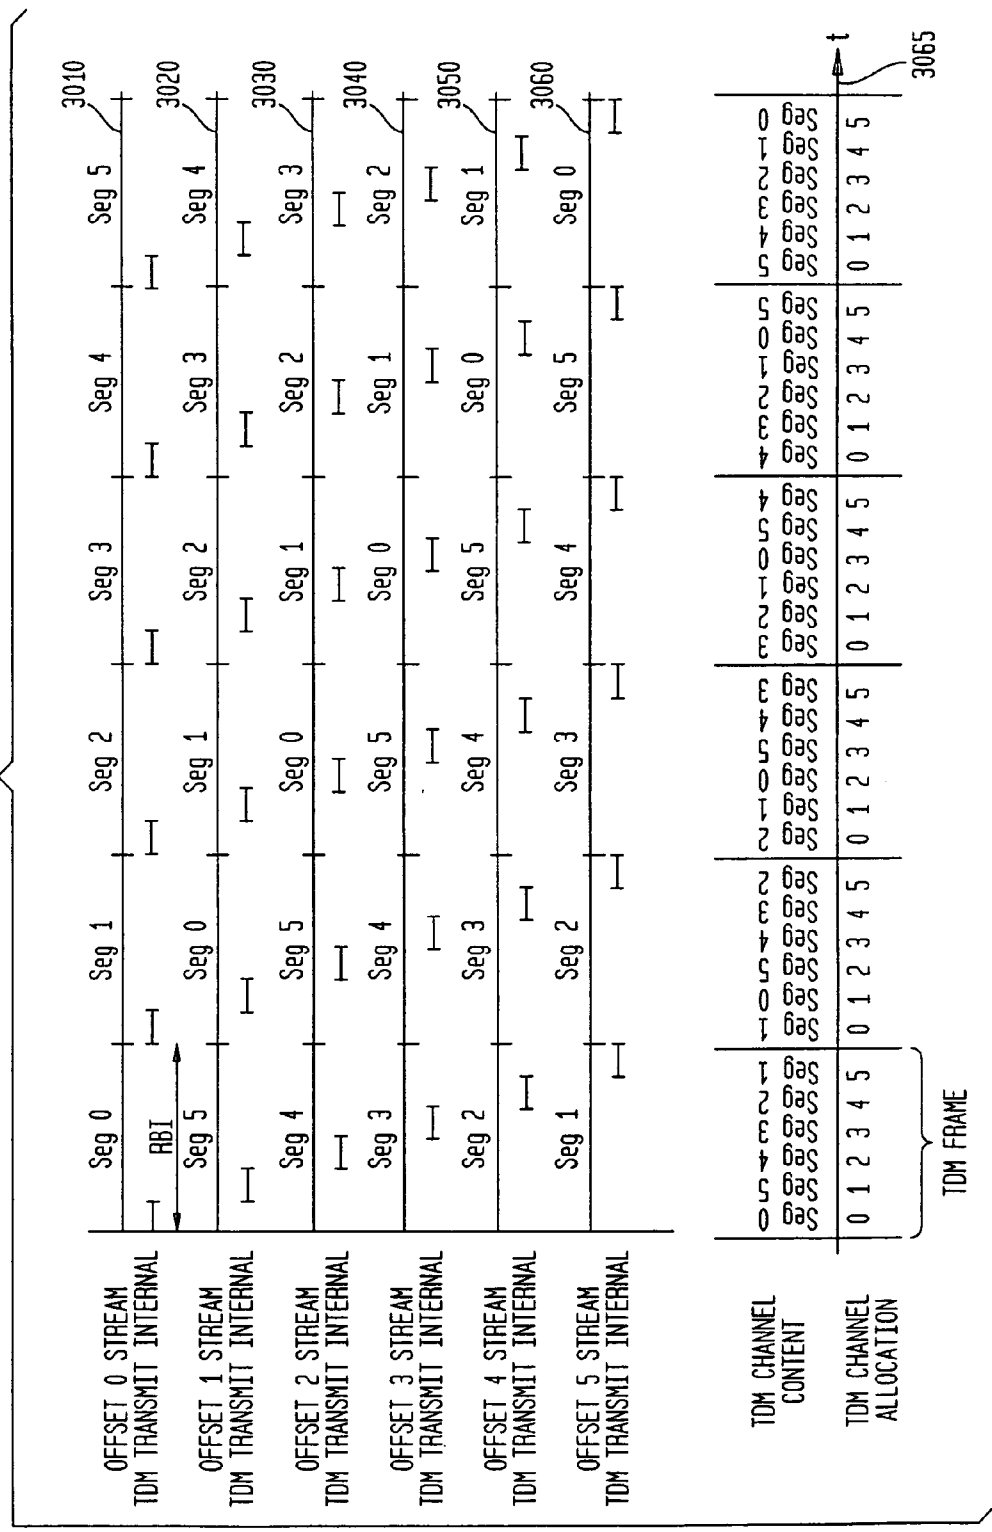 3010
OFFSET 0 STREAM Seg 0 Seg 1 Seg 2 Seg 3 Seg 4 Seg 5
TDM TRANSMIT INTERNAL RBI
3020
OFFSET 1 STREAM Seg 5 Seg 0 Seg 1 Seg 2 Seg 3 Seg 4
TDM TRANSMIT INTERNAL
3030
OFFSET 2 STREAM Seg 4 Seg 5 Seg 0 Seg 1 Seg 2 Seg 3
TDM TRANSMIT INTERNAL
3040
OFFSET 3 STREAM Seg 3 Seg 4 Seg 5 Seg 0 Seg 1 Seg 2
TDM TRANSMIT INTERNAL
3050
OFFSET 4 STREAM Seg 2 Seg 3 Seg 4 Seg 5 Seg 0 Seg 1
TDM TRANSMIT INTERNAL
3060
OFFSET 5 STREAM Seg 1 Seg 2 Seg 3 Seg 4 Seg 5 Seg 0
TDM TRANSMIT INTERNAL
TDM CHANNEL
CONTENT
Seg 0 Seg 5 Seg 4 Seg 3 Seg 2 Seg 1
Seg 1 Seg 0 Seg 5 Seg 4 Seg 3 Seg 2
Seg 2 Seg 1 Seg 0 Seg 5 Seg 4 Seg 3
Seg 3 Seg 2 Seg 1 Seg 0 Seg 5 Seg 4
Seg 4 Seg 3 Seg 2 Seg 1 Seg 0 Seg 5
Seg 5 Seg 4 Seg 3 Seg 2 Seg 1 Seg 0
t
TDM CHANNEL
ALLOCATION
0 1 2 3 4 5 0 1 2 3 4 5 0 1 2 3 4 5 0 1 2 3 4 5 0 1 2 3 4 5 0 1 2 3 4 5
3065
TDM FRAME